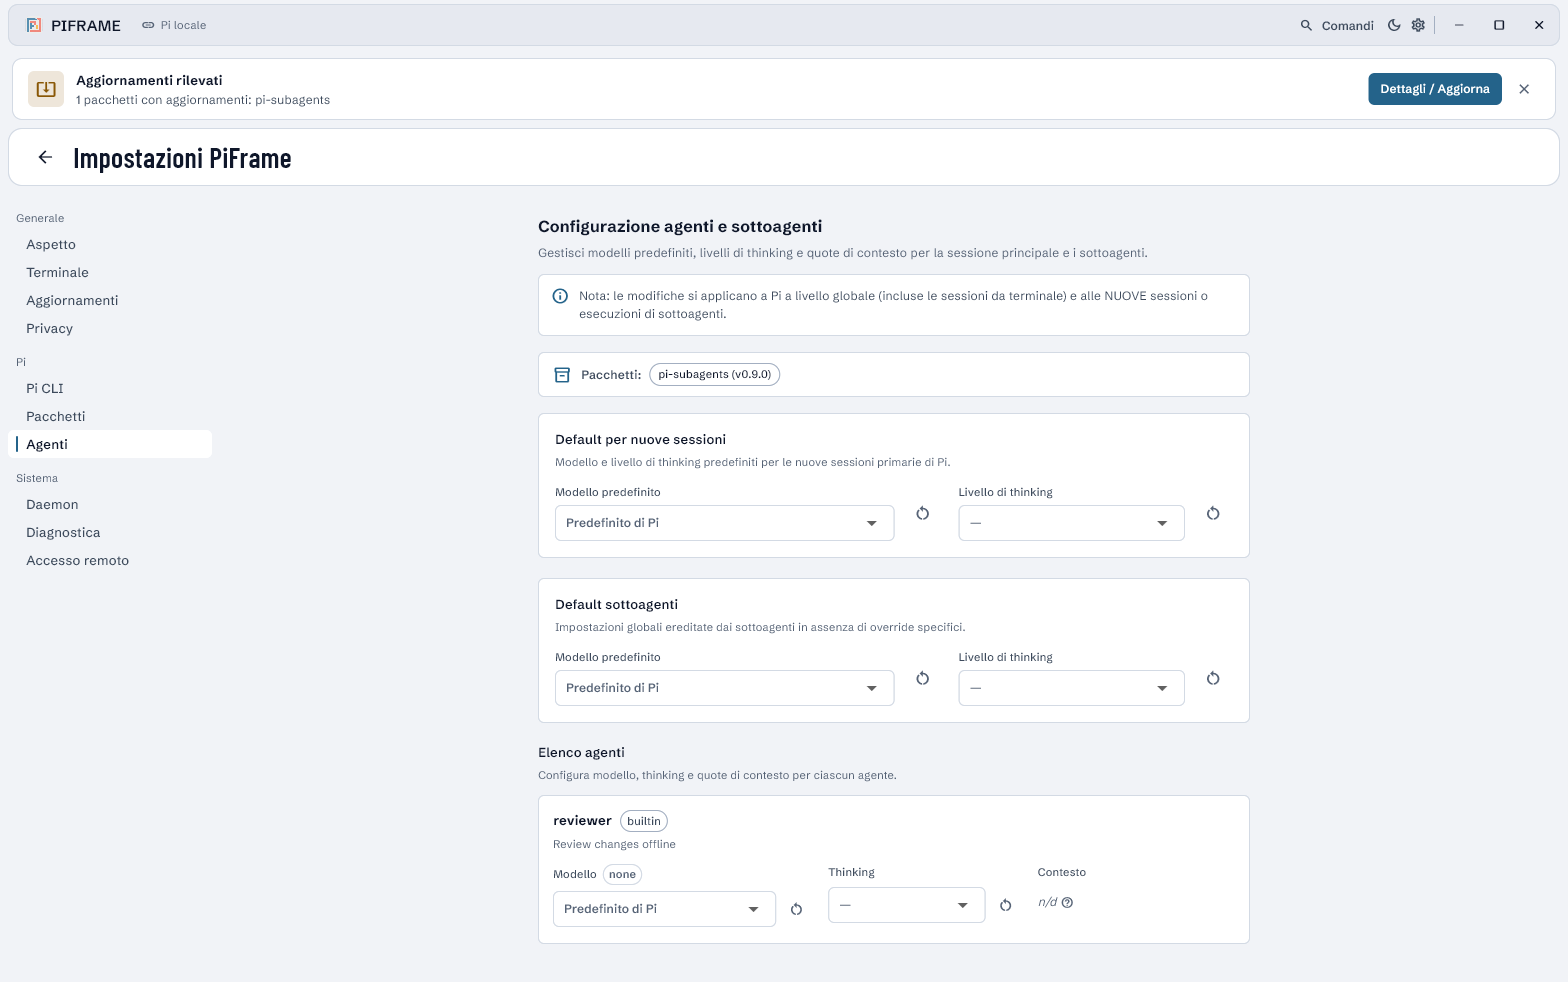 PIFRAME
Pi locale
Comandi
Aggiornamenti rilevati
1 pacchetti con aggiornamenti: pi-subagents
Dettagli / Aggiorna
Impostazioni PiFrame
Generale
Aspetto
Terminale
Aggiornamenti
Privacy
Pi
Pi CLI
Pacchetti
Agenti
Sistema
Daemon
Diagnostica
Accesso remoto
Configurazione agenti e sottoagenti
Gestisci modelli predefiniti, livelli di thinking e quote di contesto per la sessione principale e i sottoagenti.
Nota: le modifiche si applicano a Pi a livello globale (incluse le sessioni da terminale) e alle NUOVE sessioni o
esecuzioni di sottoagenti.
Pacchetti: pi-subagents (v0.9.0)
Default per nuove sessioni
Modello e livello di thinking predefiniti per le nuove sessioni primarie di Pi.
Modello predefinito
Livello di thinking
Predefinito di Pi
—
Default sottoagenti
Impostazioni globali ereditate dai sottoagenti in assenza di override specifici.
Modello predefinito
Livello di thinking
Predefinito di Pi
—
Elenco agenti
Configura modello, thinking e quote di contesto per ciascun agente.
reviewer builtin
Review changes offline
Modello none
Thinking
Contesto
Predefinito di Pi
—
n/d